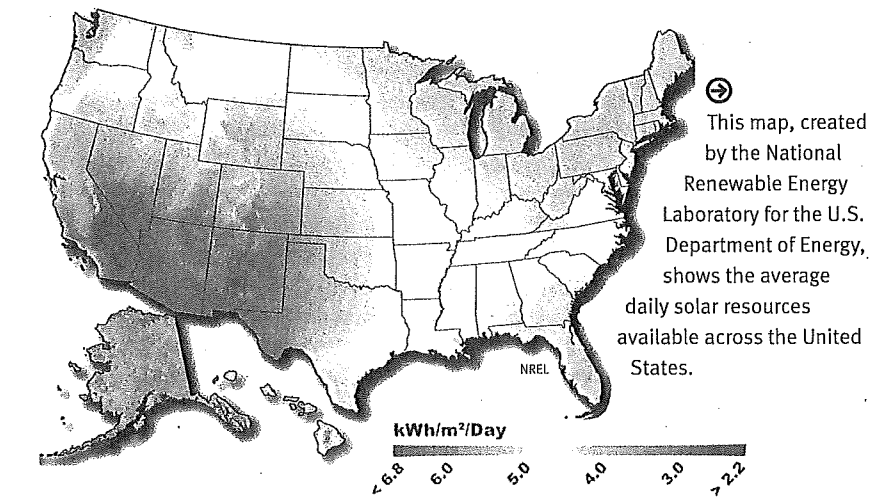 This map, created
by the National
Renewable Energy
Laboratory for the U.S.
Department of Energy,
shows the average
daily solar resources
available across the United
States.
NREL
kWh/m²/Day
< 6.8 6.0 5.0 4.0 3.0 > 2.2